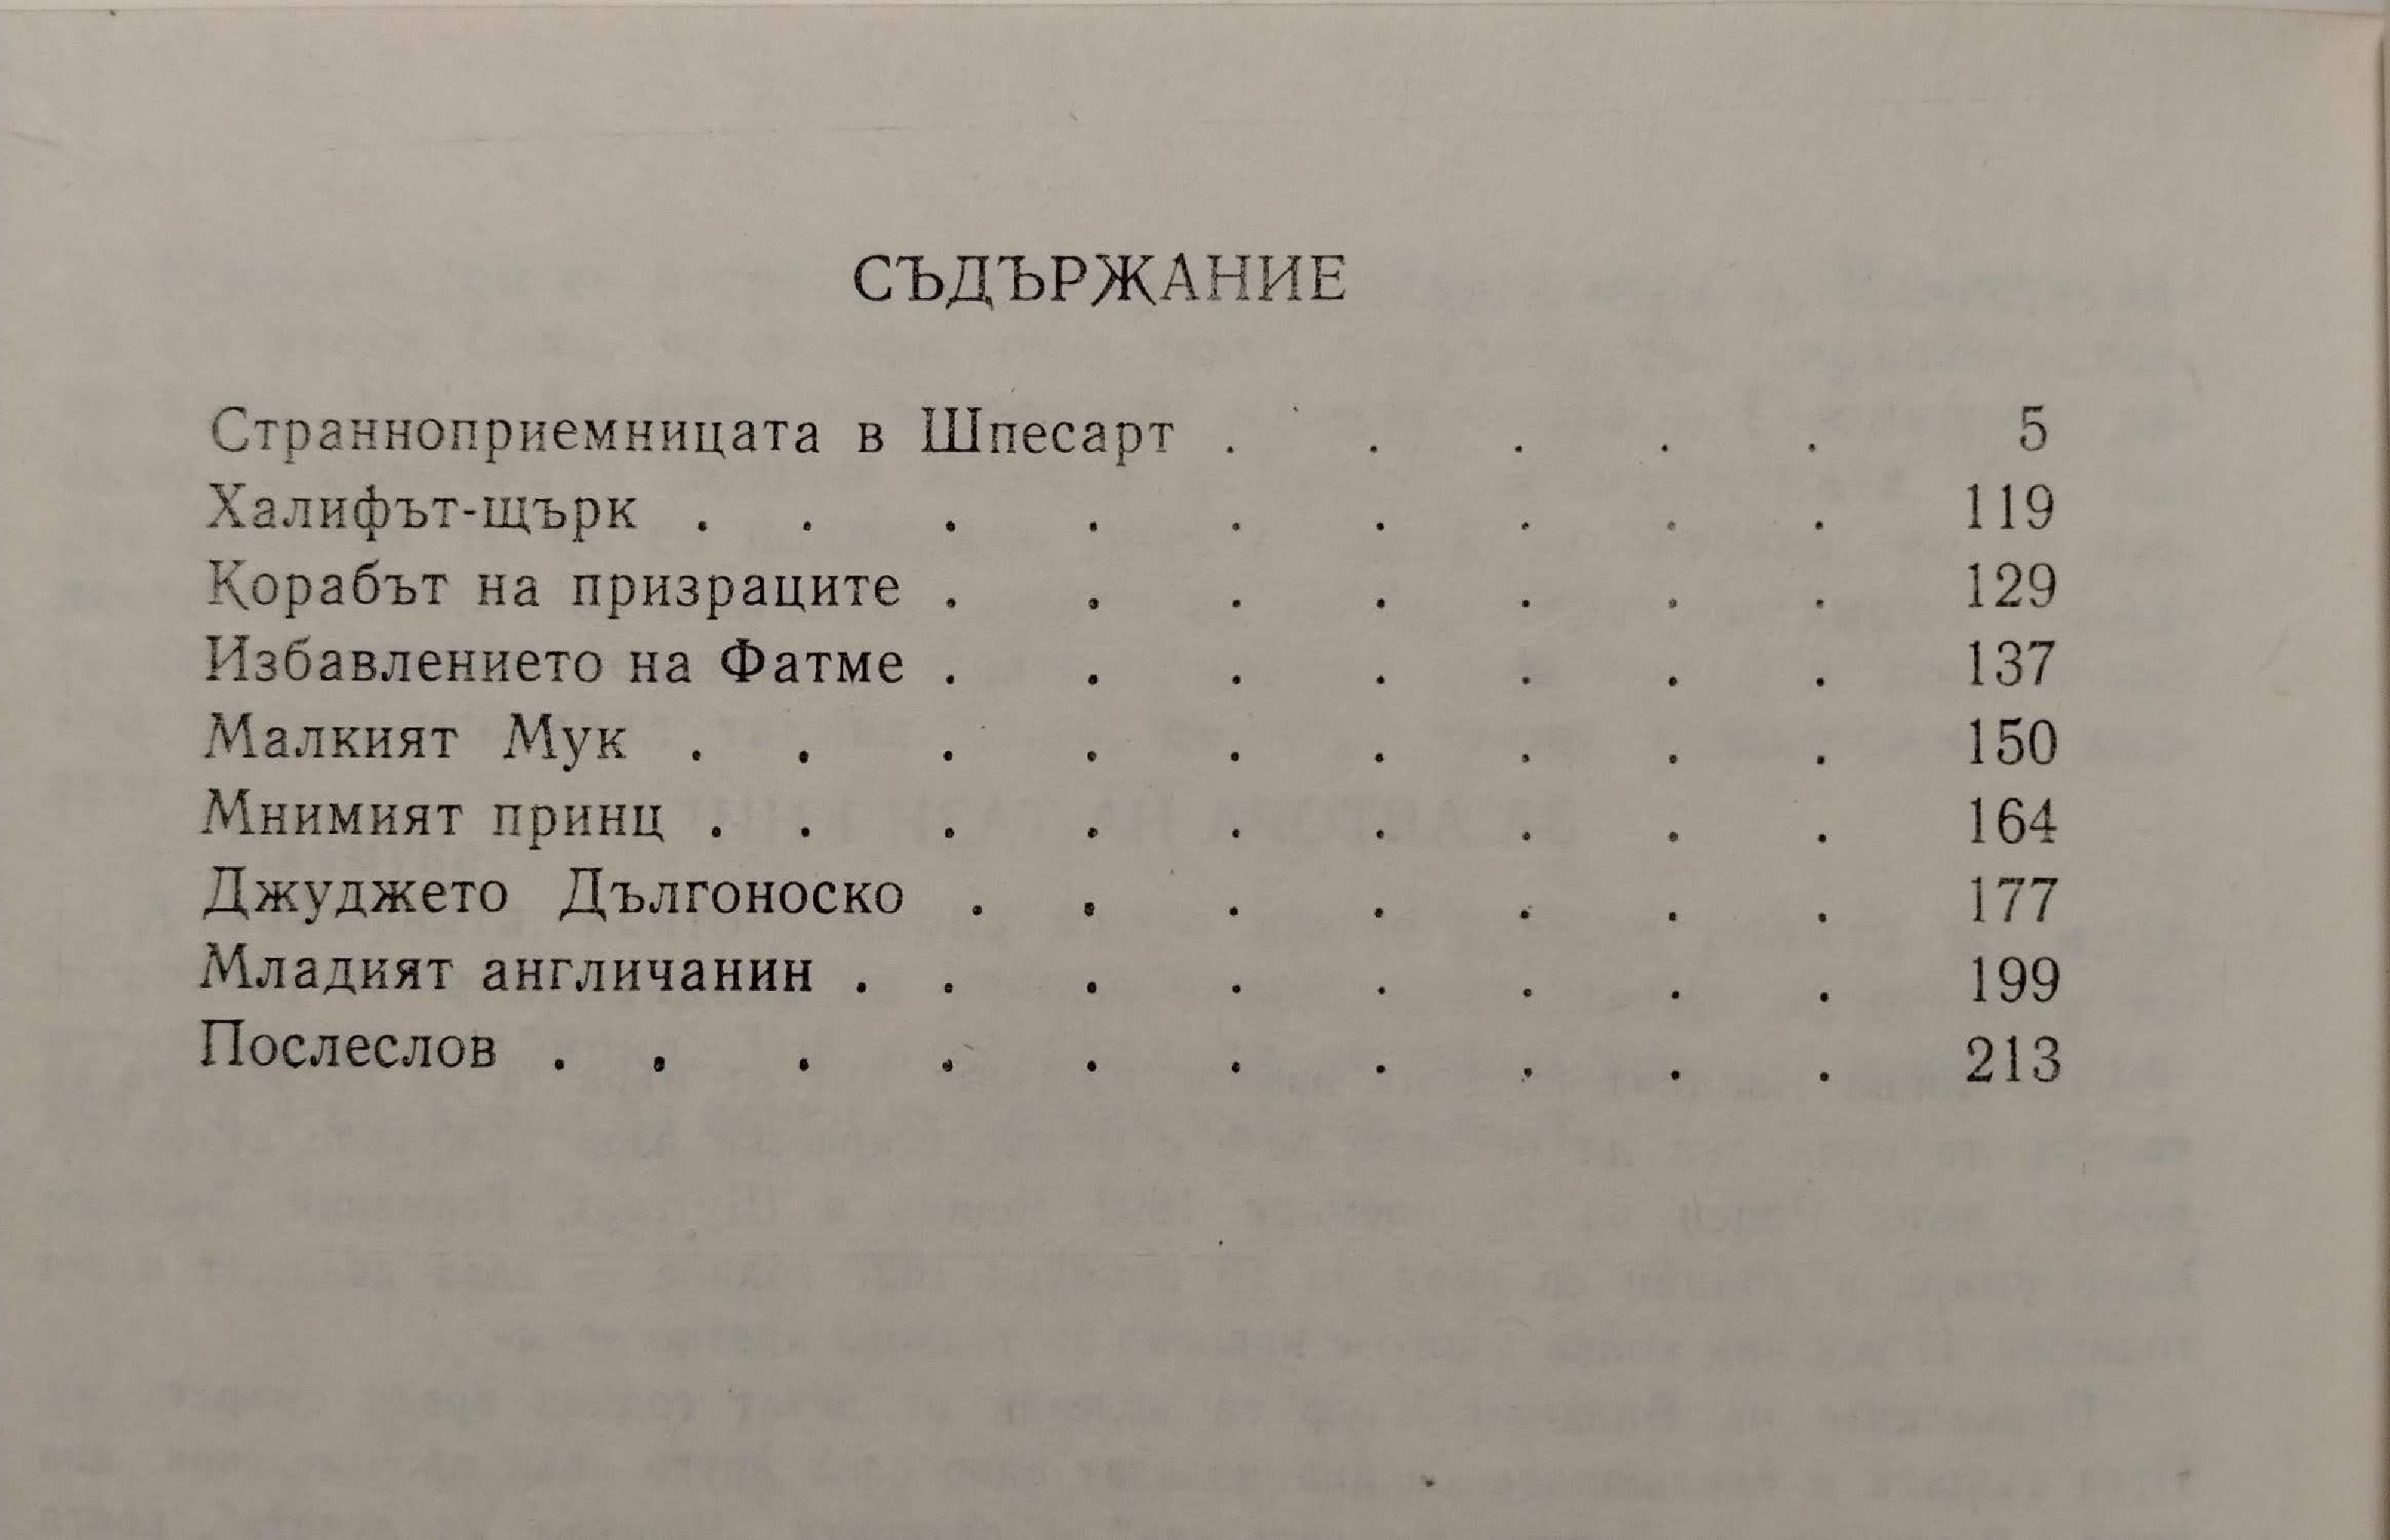 СЪДЪРЖАНИЕ
Странноприемницата в Шпесарт . . . . . 5
Халифът-щърк . . . . . . . . . 119
Корабът на призраците . . . . . . . 129
Избавлението на Фатме . . . . . . . 137
Малкият Мук . . . . . . . . . 150
Мнимият принц . . . . . . . . . 164
Джуджето Дългоноско . . . . . . . 177
Младият англичанин . . . . . . . . 199
Послеслов . . . . . . . . . . 213